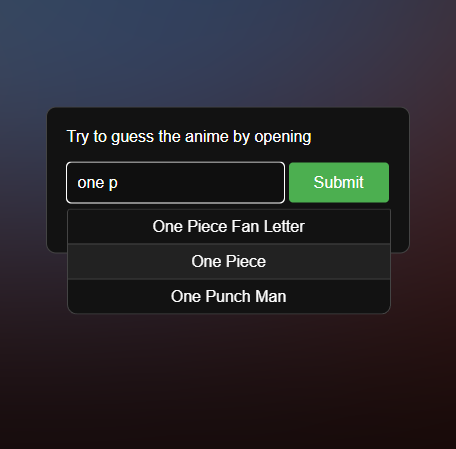 Try to guess the anime by opening
one p
Submit
One Piece Fan Letter
One Piece
One Punch Man